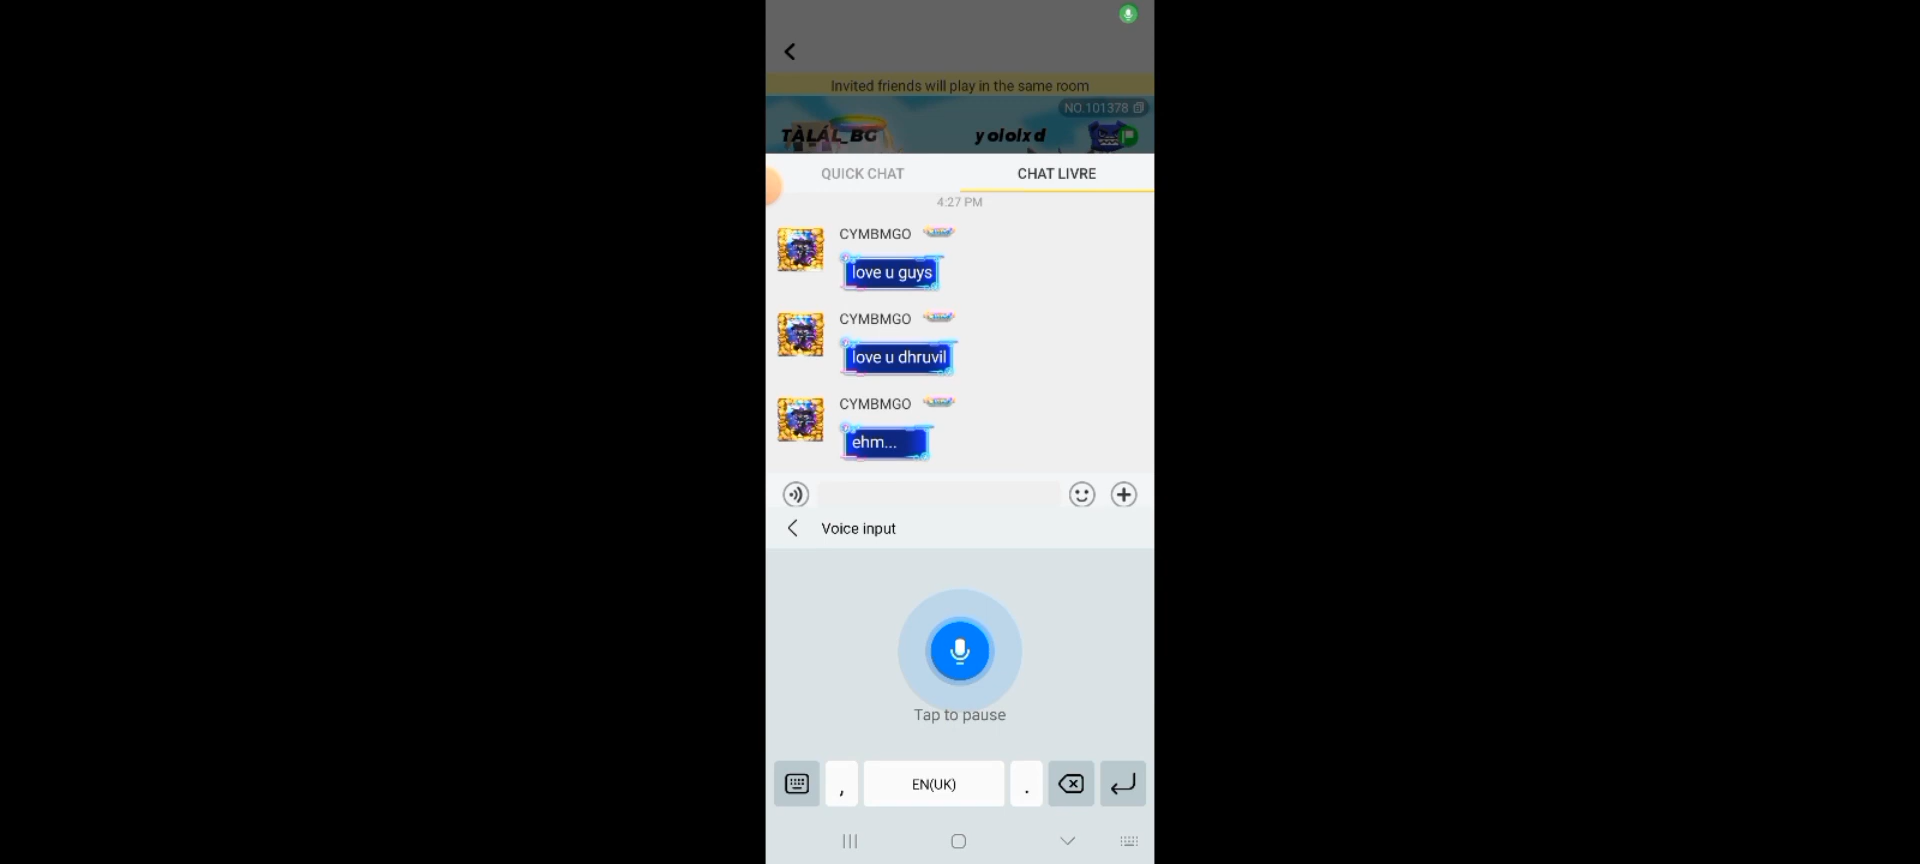 Invited friends will play in the same room
NO.101378
TÀLÁL_BG
yololxd
QUICK CHAT
CHAT LIVRE
4:27 PM
CYMBMGO
love u guys
CYMBMGO
love u dhruvil
CYMBMGO
ehm...
Voice input
Tap to pause
,
EN(UK)
.